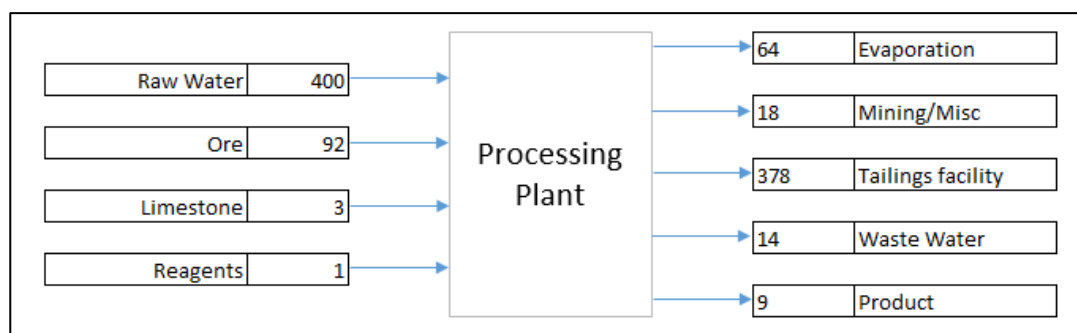 Raw Water 400
Ore 92
Limestone 3
Reagents 1
Processing
Plant
64 Evaporation
18 Mining/Misc
378 Tailings facility
14 Waste Water
9 Product